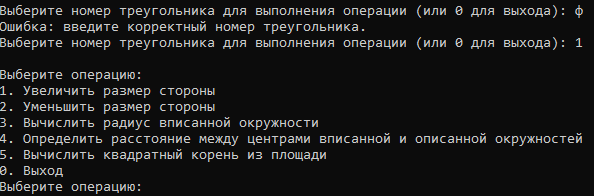 Выберите номер треугольника для выполнения операции (или 0 для выхода): ф
Ошибка: введите корректный номер треугольника.
Выберите номер треугольника для выполнения операции (или 0 для выхода): 1
Выберите операцию:
1. Увеличить размер стороны
2. Уменьшить размер стороны
3. Вычислить радиус вписанной окружности
4. Определить расстояние между центрами вписанной и описанной окружностей
5. Вычислить квадратный корень из площади
0. Выход
Выберите операцию: